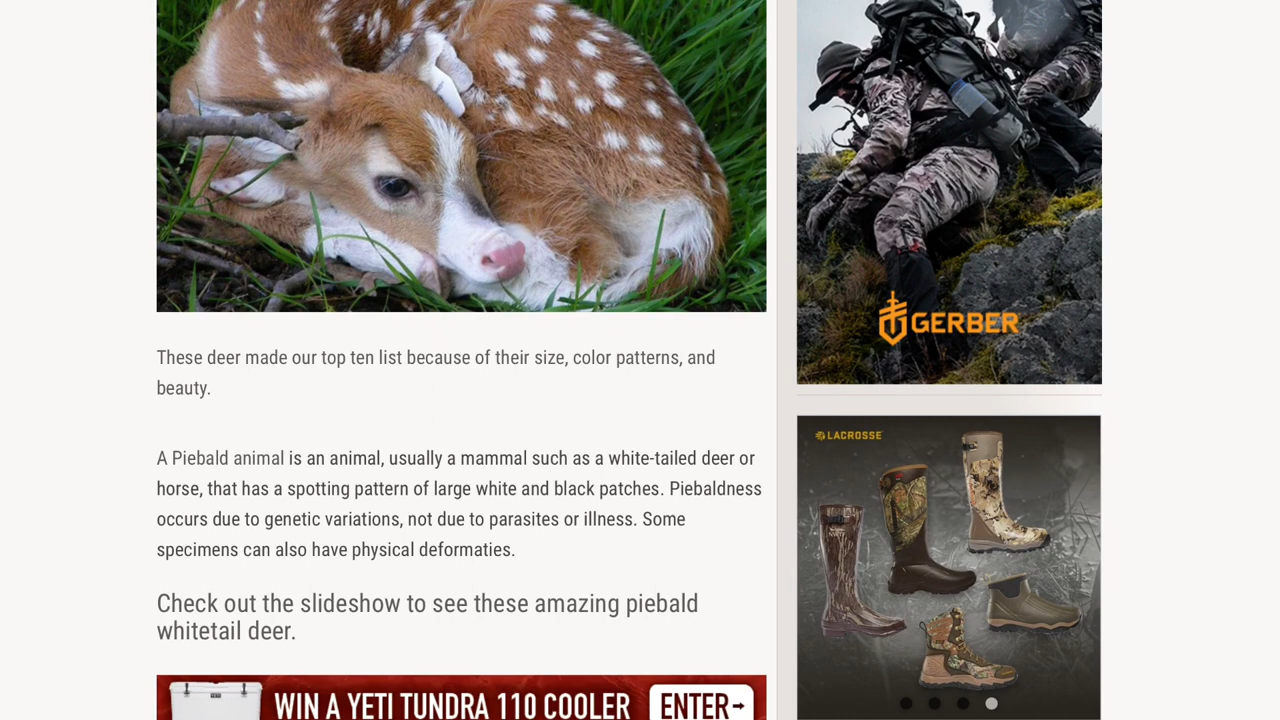 These deer made our top ten list because of their size, color patterns, and
beauty.
A Piebald animal is an animal, usually a mammal such as a white-tailed deer or
horse, that has a spotting pattern of large white and black patches. Piebaldness
occurs due to genetic variations, not due to parasites or illness. Some
specimens can also have physical deformaties.
Check out the slideshow to see these amazing piebald
whitetail deer.
WIN A YETI TUNDRA 110 COOLER
ENTER
GERBER
LACROSSE